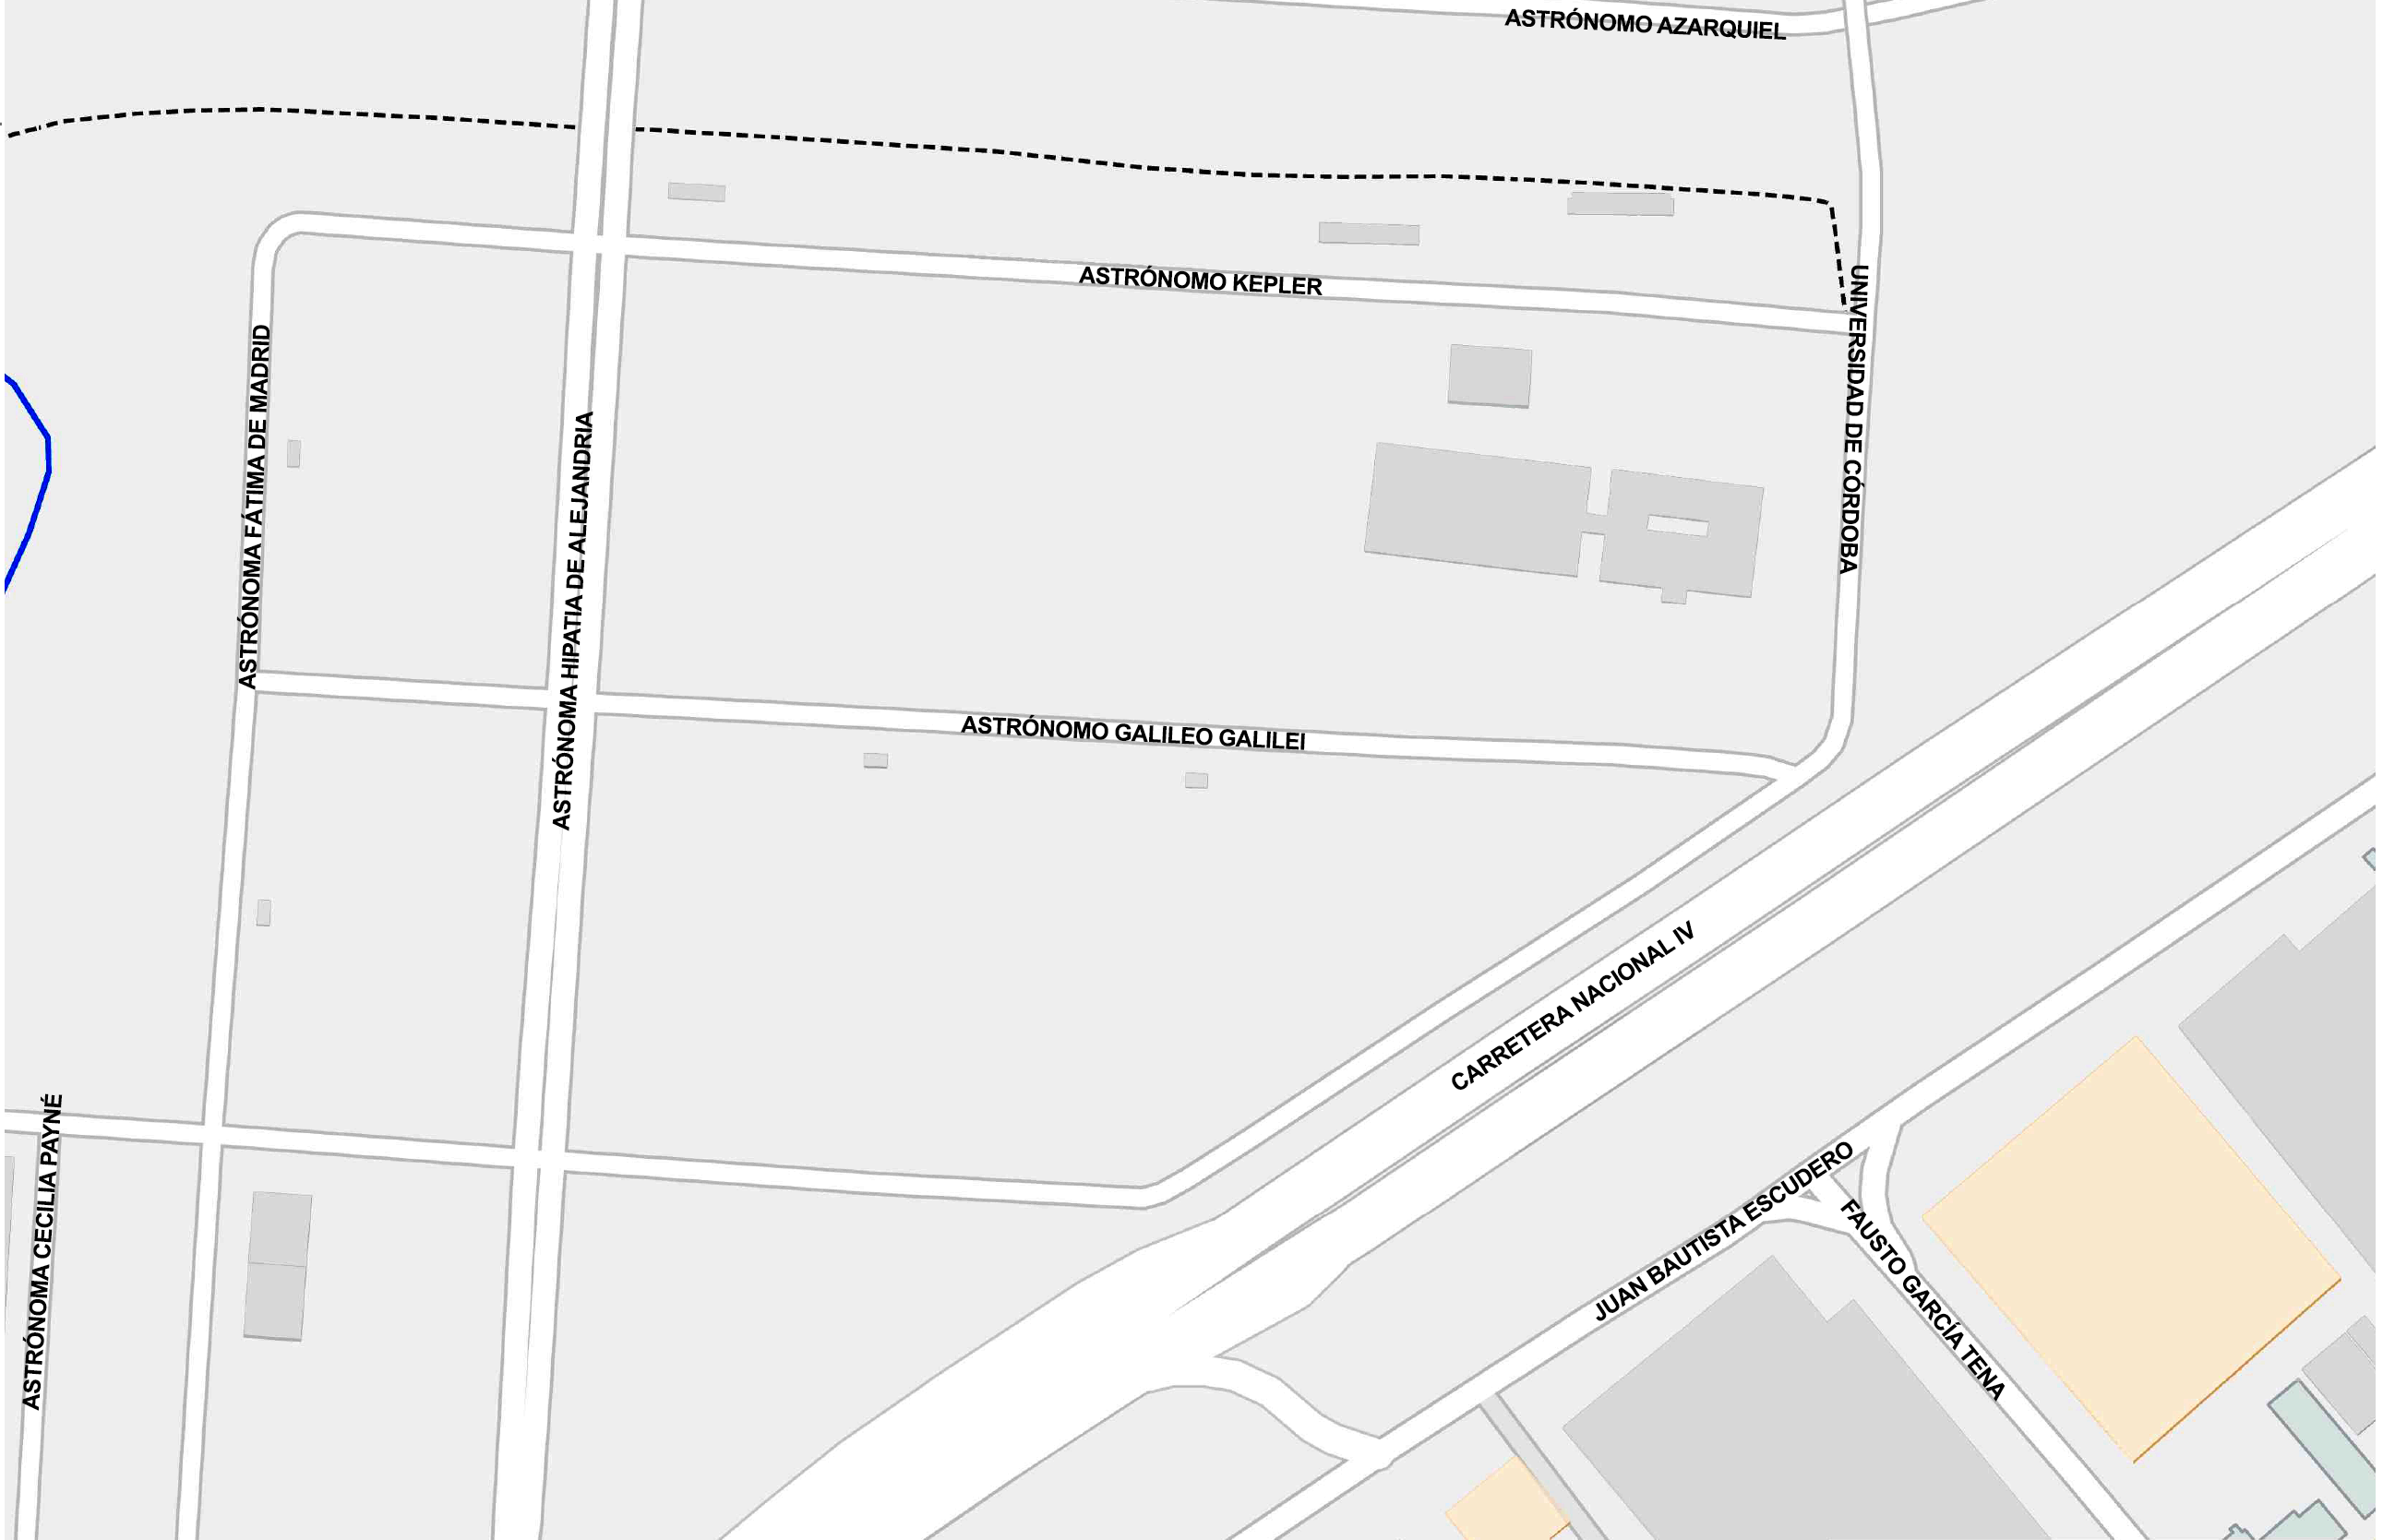 ASTRÓNOMO AZARQUIEL
ASTRÓNOMO KEPLER
UNIVERSIDAD DE CÓRDOBA
ASTRÓNOMA FÁTIMA DE MADRID
ASTRÓNOMA HIPATIA DE ALEJANDRIA
ASTRÓNOMO GALILEO GALILEI
CARRETERA NACIONAL IV
ASTRÓNOMA CECILIA PAYNÉ
JUAN BAUTISTA ESCUDERO
FAUSTO GARCÍA TENA